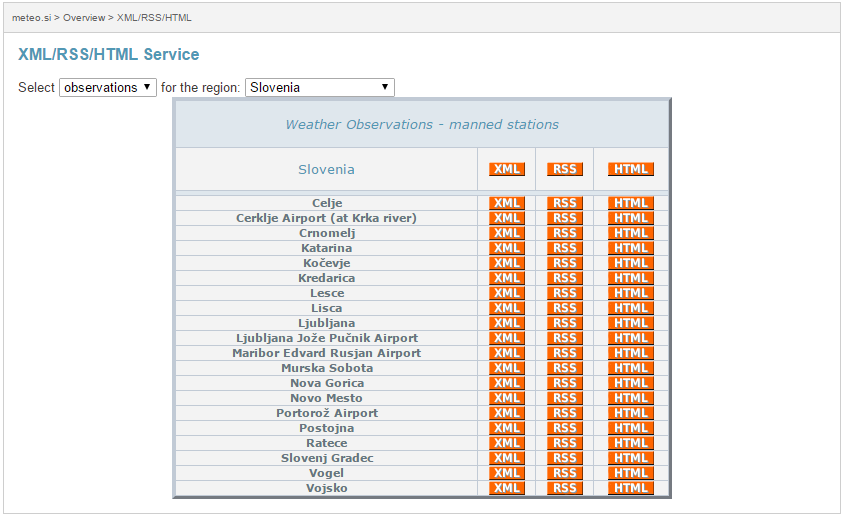 meteo.si > Overview > XML/RSS/HTML
XML/RSS/HTML Service
Select observations for the region: Slovenia
Weather Observations - manned stations
Slovenia XML RSS HTML
Celje XML RSS HTML
Cerklje Airport (at Krka river) XML RSS HTML
Crnomelj XML RSS HTML
Katarina XML RSS HTML
Kočevje XML RSS HTML
Kredarica XML RSS HTML
Lesce XML RSS HTML
Lisca XML RSS HTML
Ljubljana XML RSS HTML
Ljubljana Jože Pučnik Airport XML RSS HTML
Maribor Edvard Rusjan Airport XML RSS HTML
Murska Sobota XML RSS HTML
Nova Gorica XML RSS HTML
Novo Mesto XML RSS HTML
Portorož Airport XML RSS HTML
Postojna XML RSS HTML
Ratece XML RSS HTML
Slovenj Gradec XML RSS HTML
Vogel XML RSS HTML
Vojsko XML RSS HTML